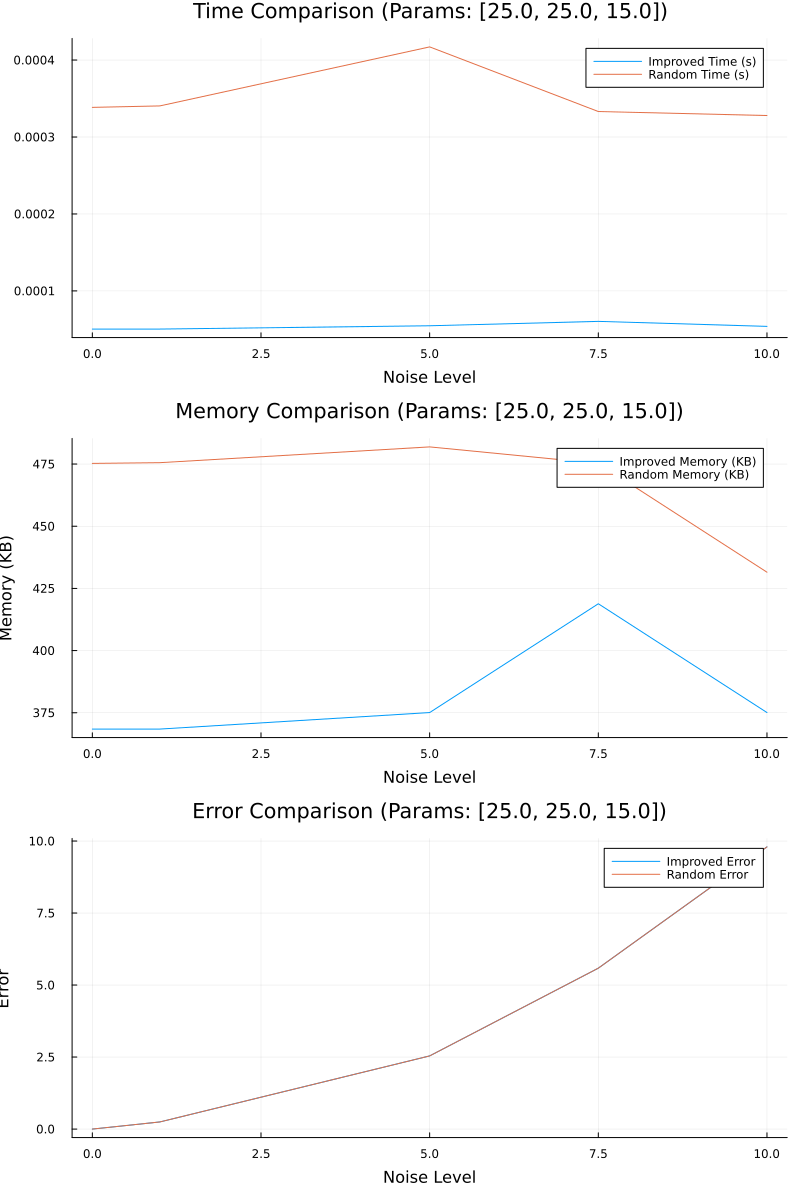 Time Comparison (Params: [25.0, 25.0, 15.0])
Improved Time (s)
Random Time (s)
0.0004
0.0003
0.0002
0.0001
0.0 2.5 5.0 7.5 10.0
Noise Level
Memory Comparison (Params: [25.0, 25.0, 15.0])
Improved Memory (KB)
Random Memory (KB)
Memory (KB)
475
450
425
400
375
0.0 2.5 5.0 7.5 10.0
Noise Level
Error Comparison (Params: [25.0, 25.0, 15.0])
Improved Error
Random Error
Error
10.0
7.5
5.0
2.5
0.0
0.0 2.5 5.0 7.5 10.0
Noise Level